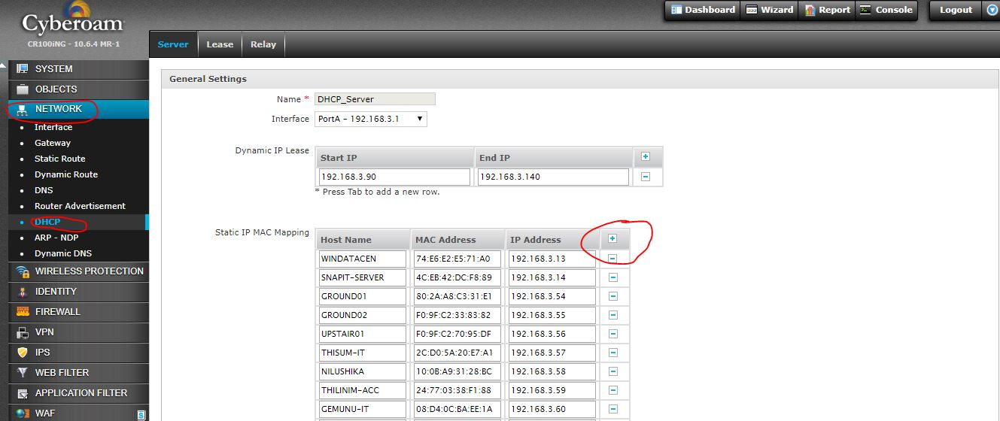 Cyberoam
CR100iNG - 10.6.4 MR-1
Dashboard Wizard Report Console Logout
Server Lease Relay
SYSTEM
OBJECTS
NETWORK
Interface
Gateway
Static Route
Dynamic Route
DNS
Router Advertisement
DHCP
ARP - NDP
Dynamic DNS
WIRELESS PROTECTION
IDENTITY
FIREWALL
VPN
IPS
WEB FILTER
APPLICATION FILTER
WAF
General Settings
Name * DHCP_Server
Interface PortA - 192.168.3.1
Dynamic IP Lease
Start IP End IP
192.168.3.90 192.168.3.140
* Press Tab to add a new row.
Static IP MAC Mapping
Host Name MAC Address IP Address
WINDATACEN 74:E6:E2:E5:71:A0 192.168.3.13
SNAPIT-SERVER 4C:EB:42:DC:F8:89 192.168.3.14
GROUND01 80:2A:A8:C3:31:E1 192.168.3.54
GROUND02 F0:9F:C2:33:83:82 192.168.3.55
UPSTAIR01 F0:9F:C2:70:95:DF 192.168.3.56
THISUM-IT 2C:D0:5A:20:E7:A1 192.168.3.57
NILUSHIKA 10:0B:A9:31:28:BC 192.168.3.58
THILINIM-ACC 24:77:03:38:F1:88 192.168.3.59
GEMUNU-IT 08:D4:0C:BA:EE:1A 192.168.3.60